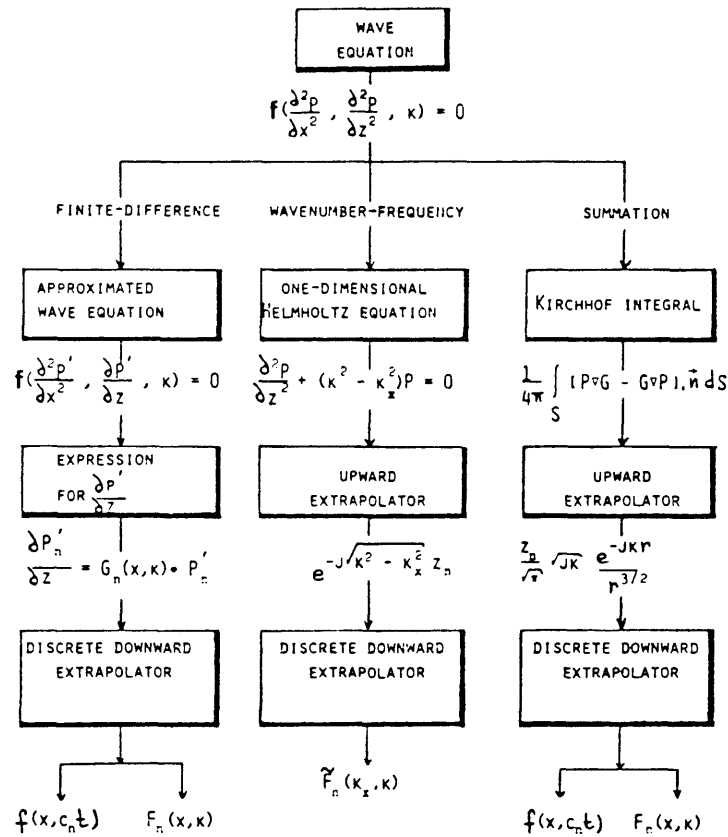 WAVE
EQUATION
f(∂²P/∂x², ∂²P/∂z², κ) = 0
FINITE-DIFFERENCE
WAVENUMBER-FREQUENCY
SUMMATION
APPROXIMATED
WAVE EQUATION
ONE-DIMENSIONAL
HELMHOLTZ EQUATION
KIRCHHOF INTEGRAL
f(∂²P'/∂x², ∂P'/∂z, κ) = 0
∂²P/∂z² + (κ² - κₓ²)P = 0
1/4π ∫S [P∇G - G∇P].n⃗ dS
EXPRESSION
FOR ∂P'/∂z
UPWARD
EXTRAPOLATOR
UPWARD
EXTRAPOLATOR
∂P'ₙ/∂z = Gₙ(x,κ)• P'ₙ
e^-J√(κ² - κₓ²) zₙ
√Jκ e^-Jκr/r^3/2
DISCRETE DOWNWARD
EXTRAPOLATOR
DISCRETE DOWNWARD
EXTRAPOLATOR
DISCRETE DOWNWARD
EXTRAPOLATOR
f(x,cₙt)
Fₙ(x,κ)
F̃ₙ(κₓ,κ)
f(x,cₙt)
Fₙ(x,κ)